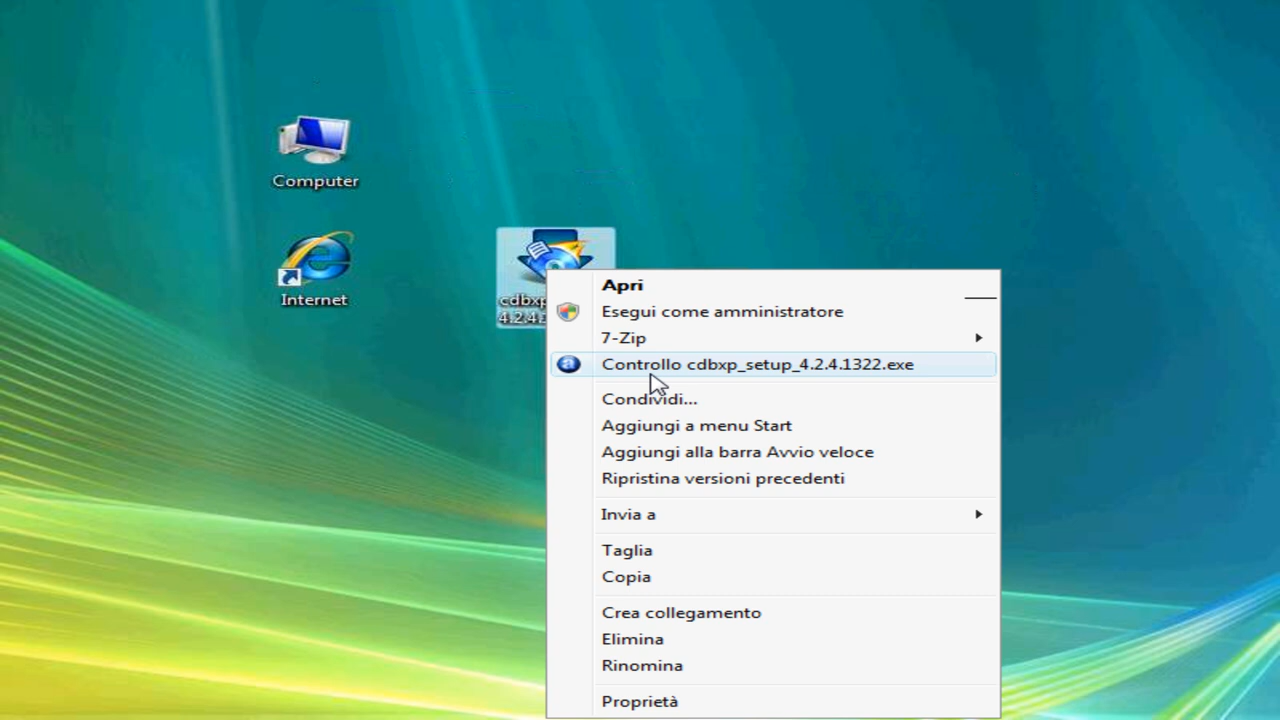 Computer
Internet
cdbxp
4.2.4.
Apri
Esegui come amministratore
7-Zip
Controllo cdbxp_setup_4.2.4.1322.exe
Condividi...
Aggiungi a menu Start
Aggiungi alla barra Avvio veloce
Ripristina versioni precedenti
Invia a
Taglia
Copia
Crea collegamento
Elimina
Rinomina
Proprietà